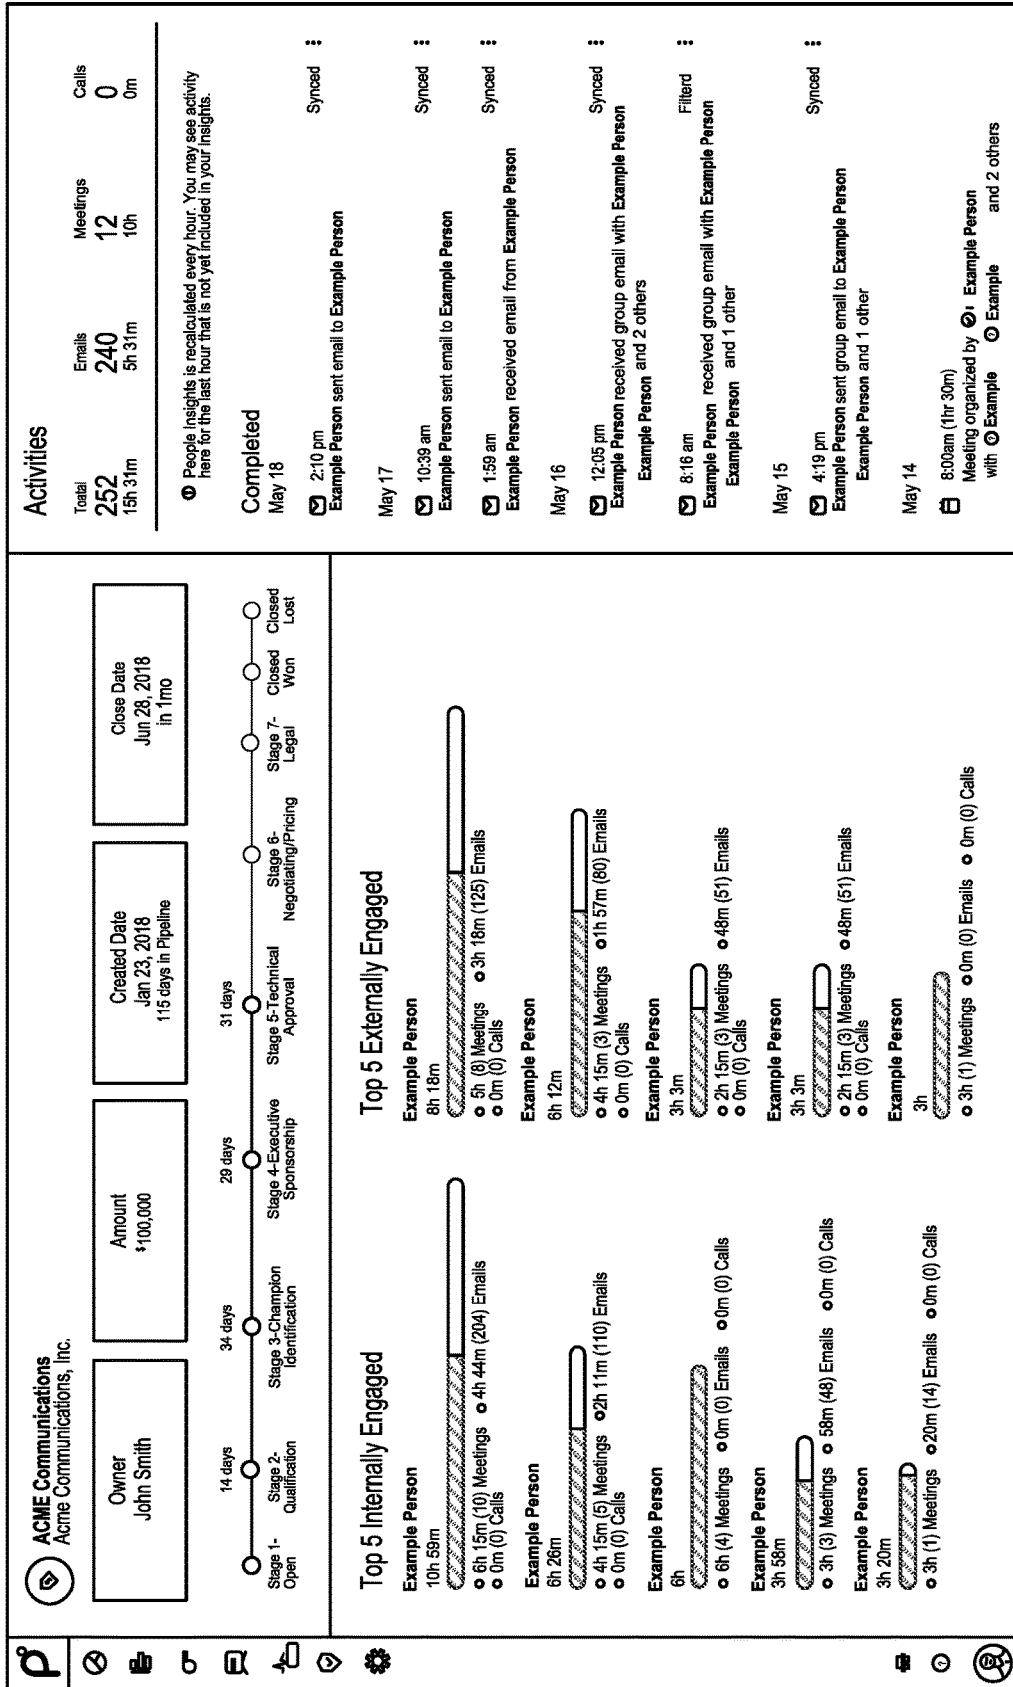 ACME Communications
Acme Communications, Inc.
Owner
John Smith
Amount
$100,000
Created Date
Jan 23, 2018
115 days in Pipeline
Close Date
Jun 28, 2018
in 1mo
14 days
34 days
29 days
31 days
Stage 1-
Open
Stage 2-
Qualification
Stage 3-Champion
Identification
Stage 4-Executive
Sponsorship
Stage 5-Technical
Approval
Stage 6-
Negotiating/Pricing
Stage 7-
Legal
Closed
Won
Closed
Lost
Top 5 Internally Engaged
Example Person
10h 59m
6h 15m (10) Meetings 4h 44m (204) Emails
0m (0) Calls
Example Person
6h 26m
4h 15m (5) Meetings 2h 11m (110) Emails
0m (0) Calls
Example Person
6h
6h (4) Meetings 0m (0) Emails 0m (0) Calls
Example Person
3h 58m
3h (3) Meetings 58m (48) Emails 0m (0) Calls
Example Person
3h 20m
3h (1) Meetings 20m (14) Emails 0m (0) Calls
Top 5 Externally Engaged
Example Person
8h 18m
5h (8) Meetings 3h 18m (125) Emails
0m (0) Calls
Example Person
6h 12m
4h 15m (3) Meetings 1h 57m (80) Emails
0m (0) Calls
Example Person
3h 3m
2h 15m (3) Meetings 48m (51) Emails
0m (0) Calls
Example Person
3h 3m
2h 15m (3) Meetings 48m (51) Emails
0m (0) Calls
Example Person
3h
3h (1) Meetings 0m (0) Emails 0m (0) Calls
Activities
Toatal
252
15h 31m
Emails
240
5h 31m
Meetings
12
10h
Calls
0
0m
People Insights is recalculated every hour. You may see activity
here for the last hour that is not yet included in your insights.
Completed
May 18
2:10 pm Synced
Example Person sent email to Example Person
May 17
10:39 am Synced
Example Person sent email to Example Person
1:59 am Synced
Example Person received email from Example Person
May 16
12:05 pm Synced
Example Person received group email with Example Person
Example Person and 2 others
8:16 am Filterd
Example Person received group email with Example Person
Example Person and 1 other
May 15
4:19 pm Synced
Example Person sent group email to Example Person
Example Person and 1 other
May 14
8:00am (1hr 30m)
Meeting organized by Example Person
with Example Example and 2 others